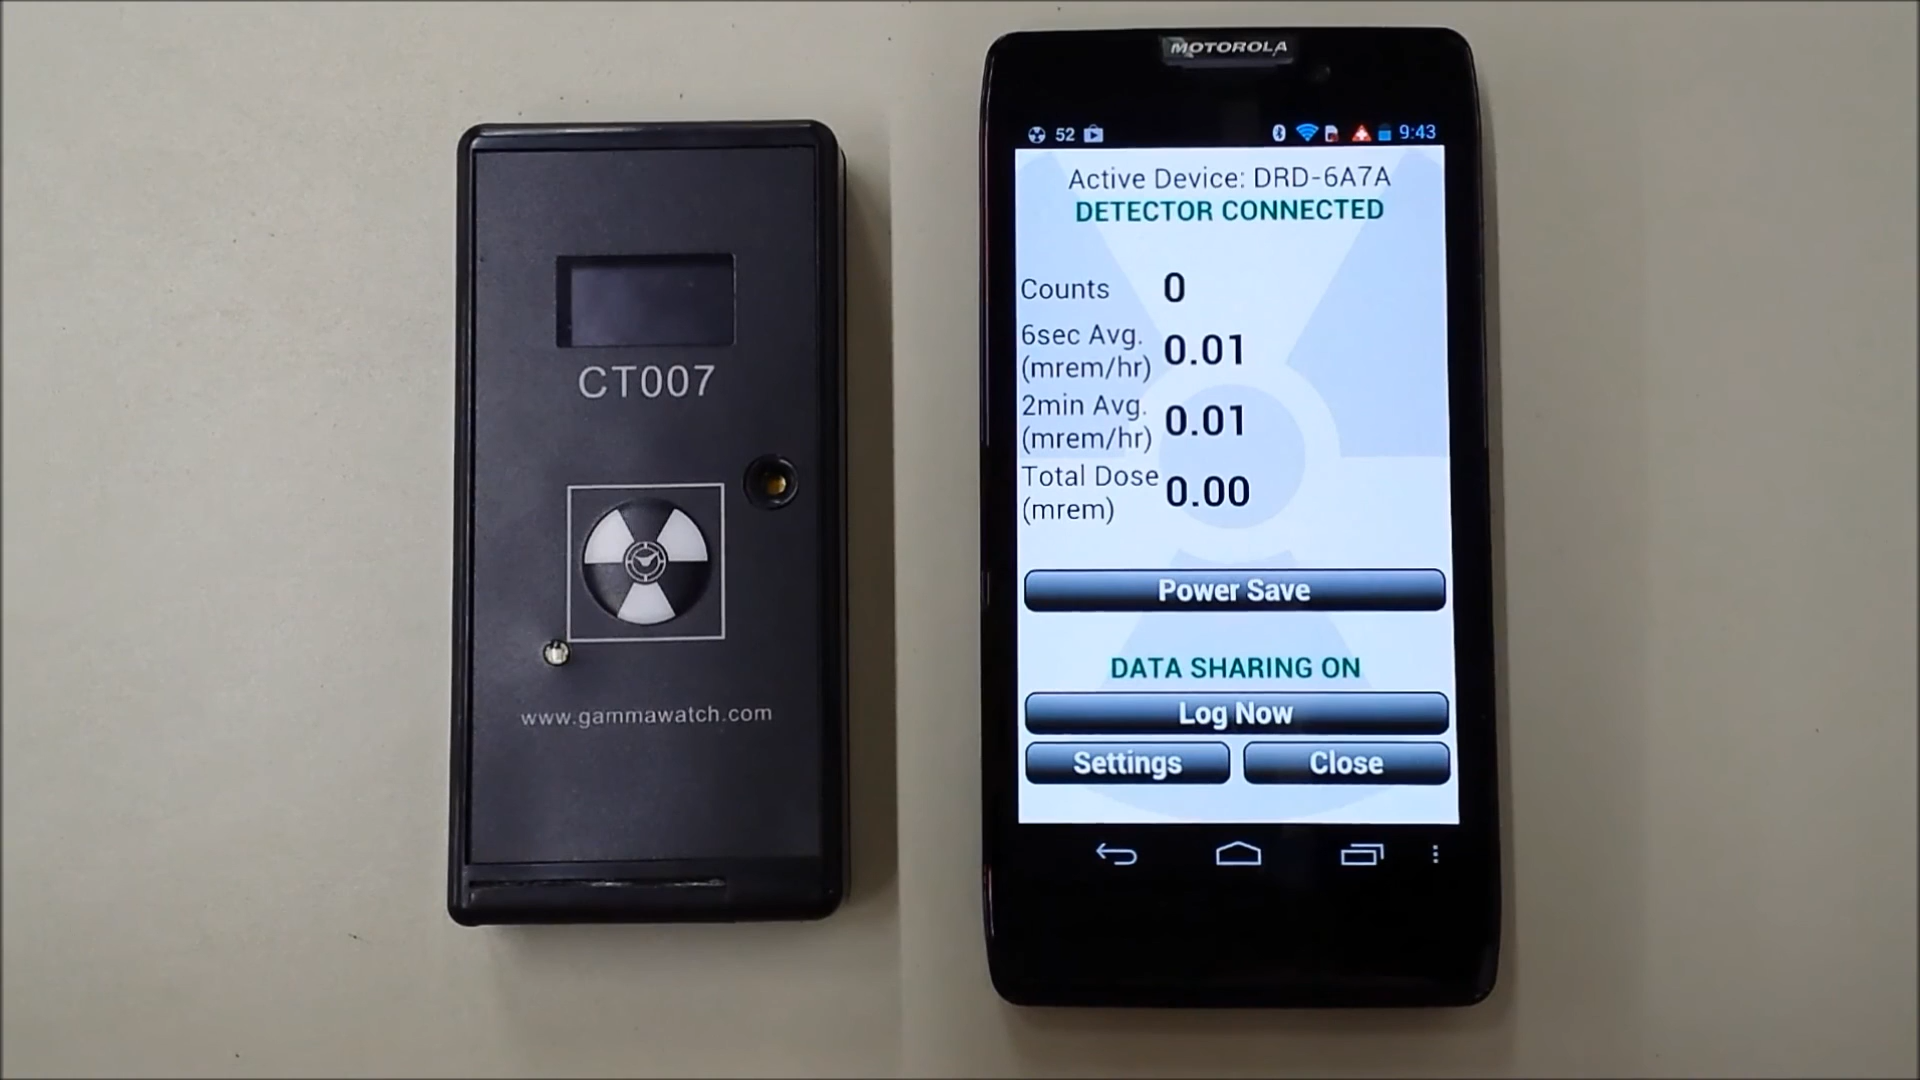 CT007
www.gammawatch.com
MOTOROLA
52
9:43
Active Device: DRD-6A7A
DETECTOR CONNECTED
Counts 0
6sec Avg. (mrem/hr) 0.01
2min Avg. (mrem/hr) 0.01
Total Dose (mrem) 0.00
Power Save
DATA SHARING ON
Log Now
Settings Close